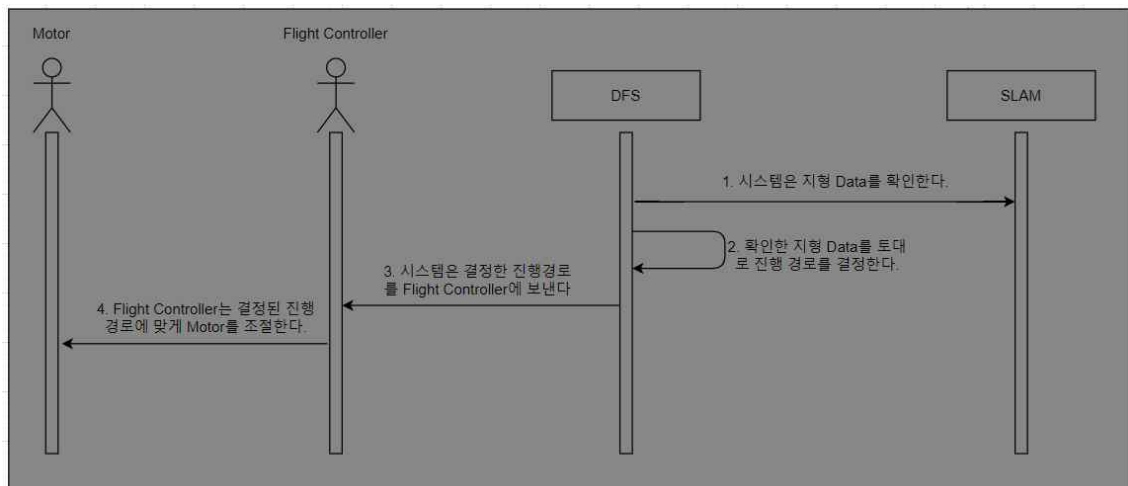 Motor
Flight Controller
DFS
SLAM
1. 시스템은 지형 Data를 확인한다.
2. 확인한 지형 Data를 토대
로 진행 경로를 결정한다.
3. 시스템은 결정한 진행경로
를 Flight Controller에 보낸다
4. Flight Controller는 결정된 진행
경로에 맞게 Motor를 조절한다.